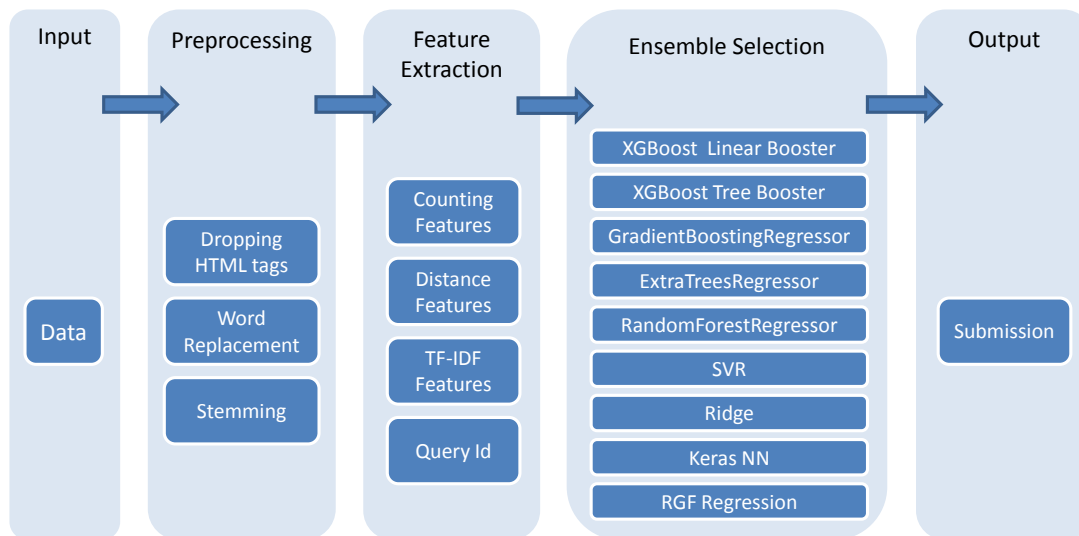 Input
Data
Preprocessing
Dropping
HTML tags
Word
Replacement
Stemming
Feature
Extraction
Counting
Features
Distance
Features
TF-IDF
Features
Query Id
Ensemble Selection
XGBoost Linear Booster
XGBoost Tree Booster
GradientBoostingRegressor
ExtraTreesRegressor
RandomForestRegressor
SVR
Ridge
Keras NN
RGF Regression
Output
Submission